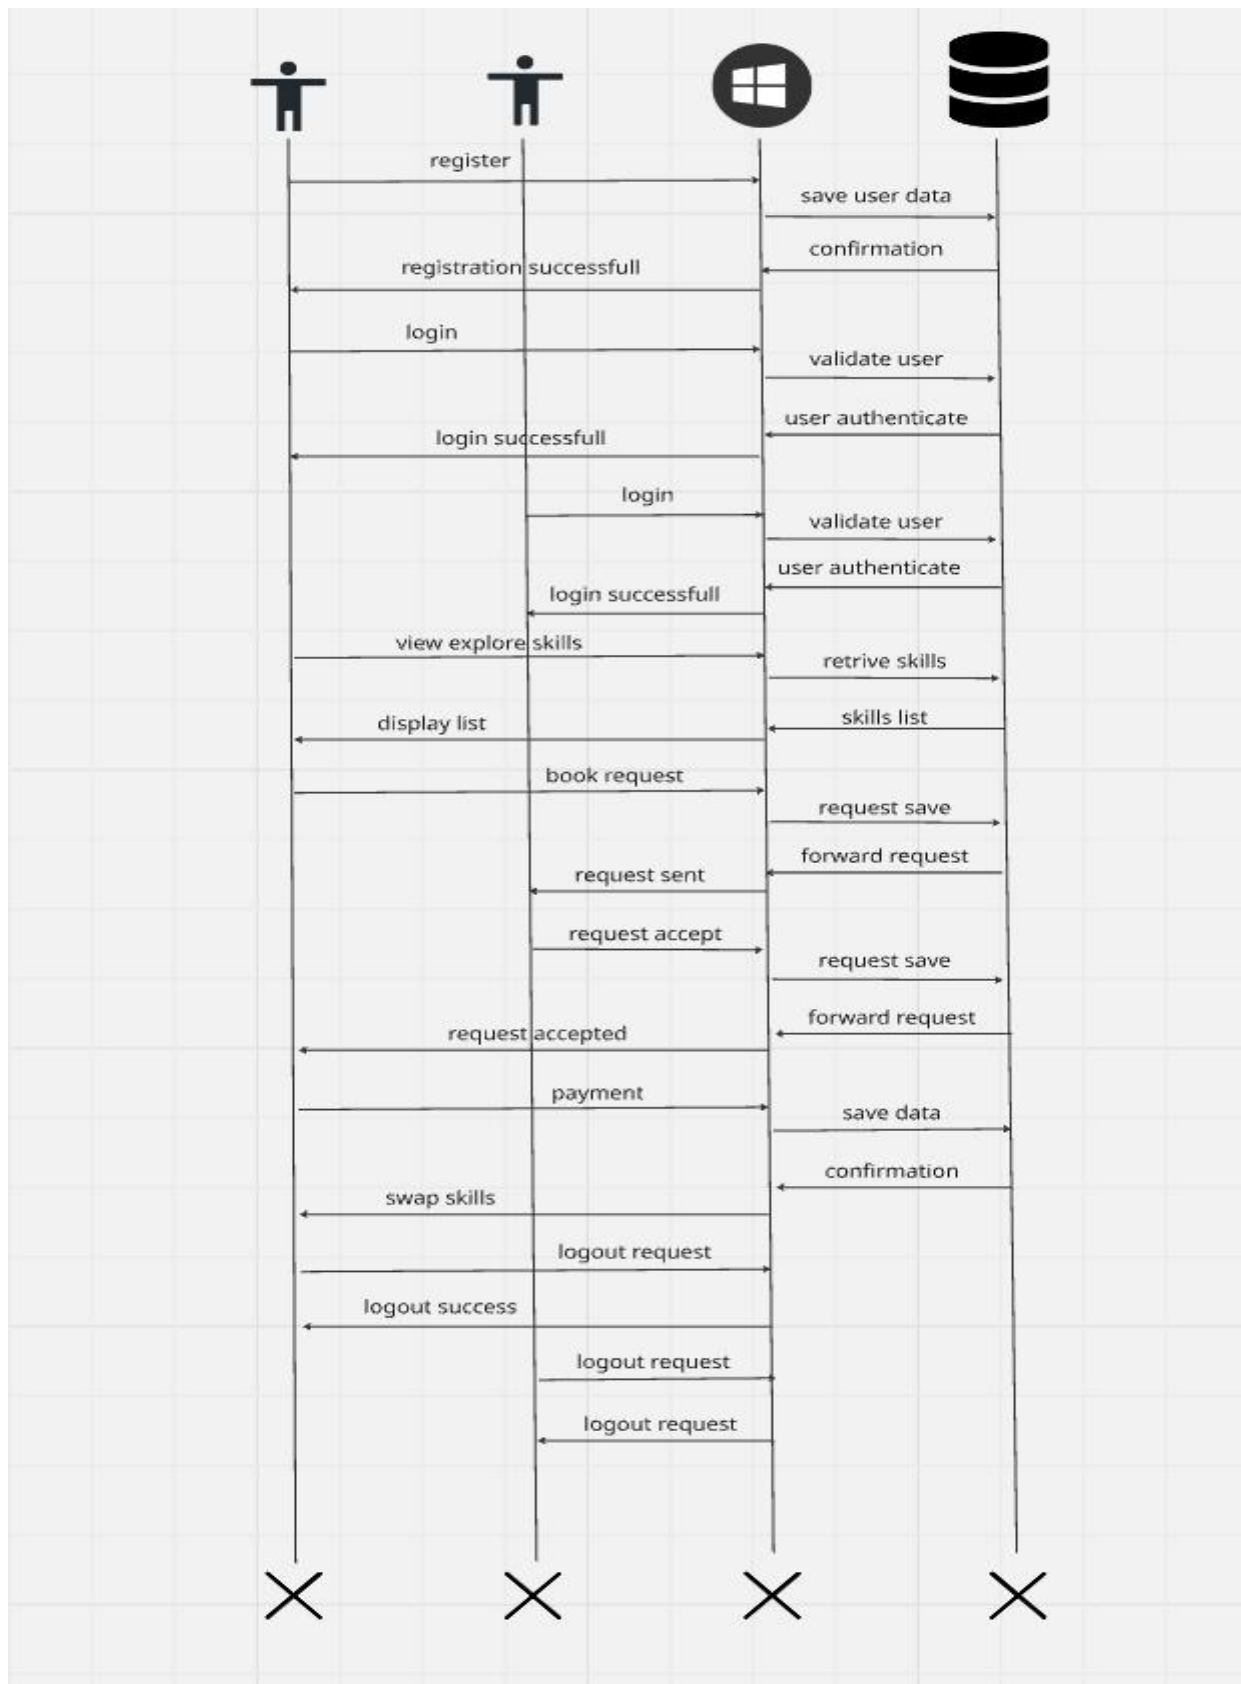 register
save user data
confirmation
registration successfull
login
validate user
user authenticate
login successfull
login
validate user
user authenticate
login successfull
view explore skills
retrive skills
skills list
display list
book request
request save
forward request
request sent
request accept
request save
forward request
request accepted
payment
save data
confirmation
swap skills
logout request
logout success
logout request
logout request